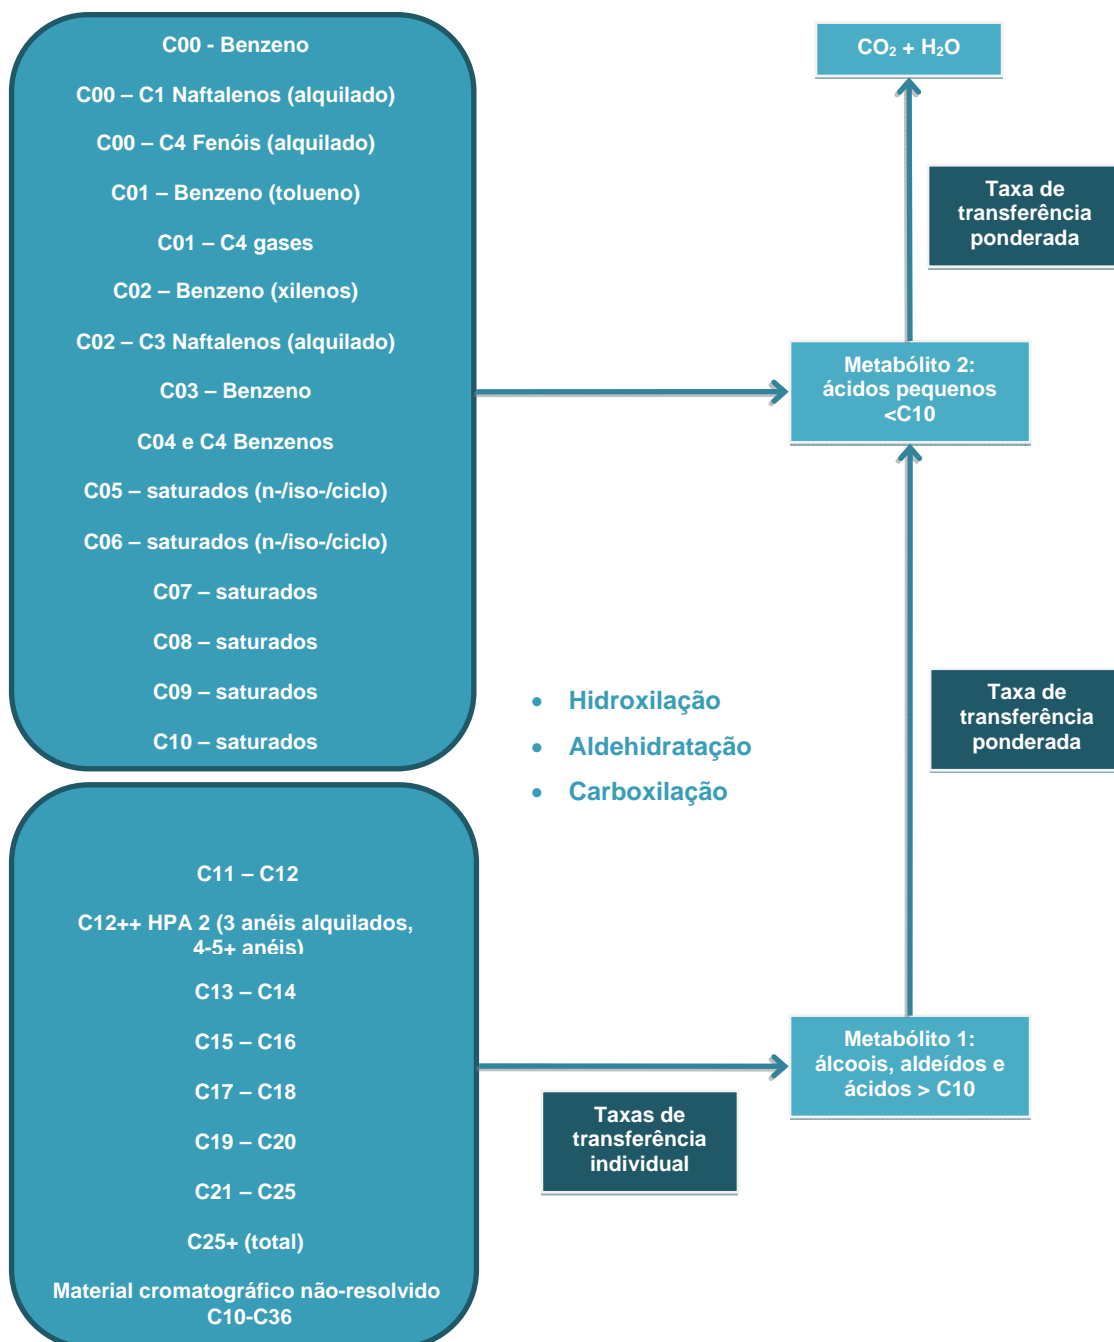 C00 - Benzeno
C00 – C1 Naftalenos (alquilado)
C00 – C4 Fenóis (alquilado)
C01 – Benzeno (tolueno)
C01 – C4 gases
C02 – Benzeno (xilenos)
C02 – C3 Naftalenos (alquilado)
C03 – Benzeno
C04 e C4 Benzenos
C05 – saturados (n-/iso-/ciclo)
C06 – saturados (n-/iso-/ciclo)
C07 – saturados
C08 – saturados
C09 – saturados
C10 – saturados
CO₂ + H₂O
Taxa de
transferência
ponderada
Metabólito 2:
ácidos pequenos
<C10
• Hidroxilação
• Aldehidratação
• Carboxilação
Taxa de
transferência
ponderada
C11 – C12
C12++ HPA 2 (3 anéis alquilados,
4-5+ anéis)
C13 – C14
C15 – C16
C17 – C18
C19 – C20
C21 – C25
C25+ (total)
Material cromatográfico não-resolvido
C10-C36
Taxas de
transferência
individual
Metabólito 1:
álcoois, aldeídos e
ácidos > C10